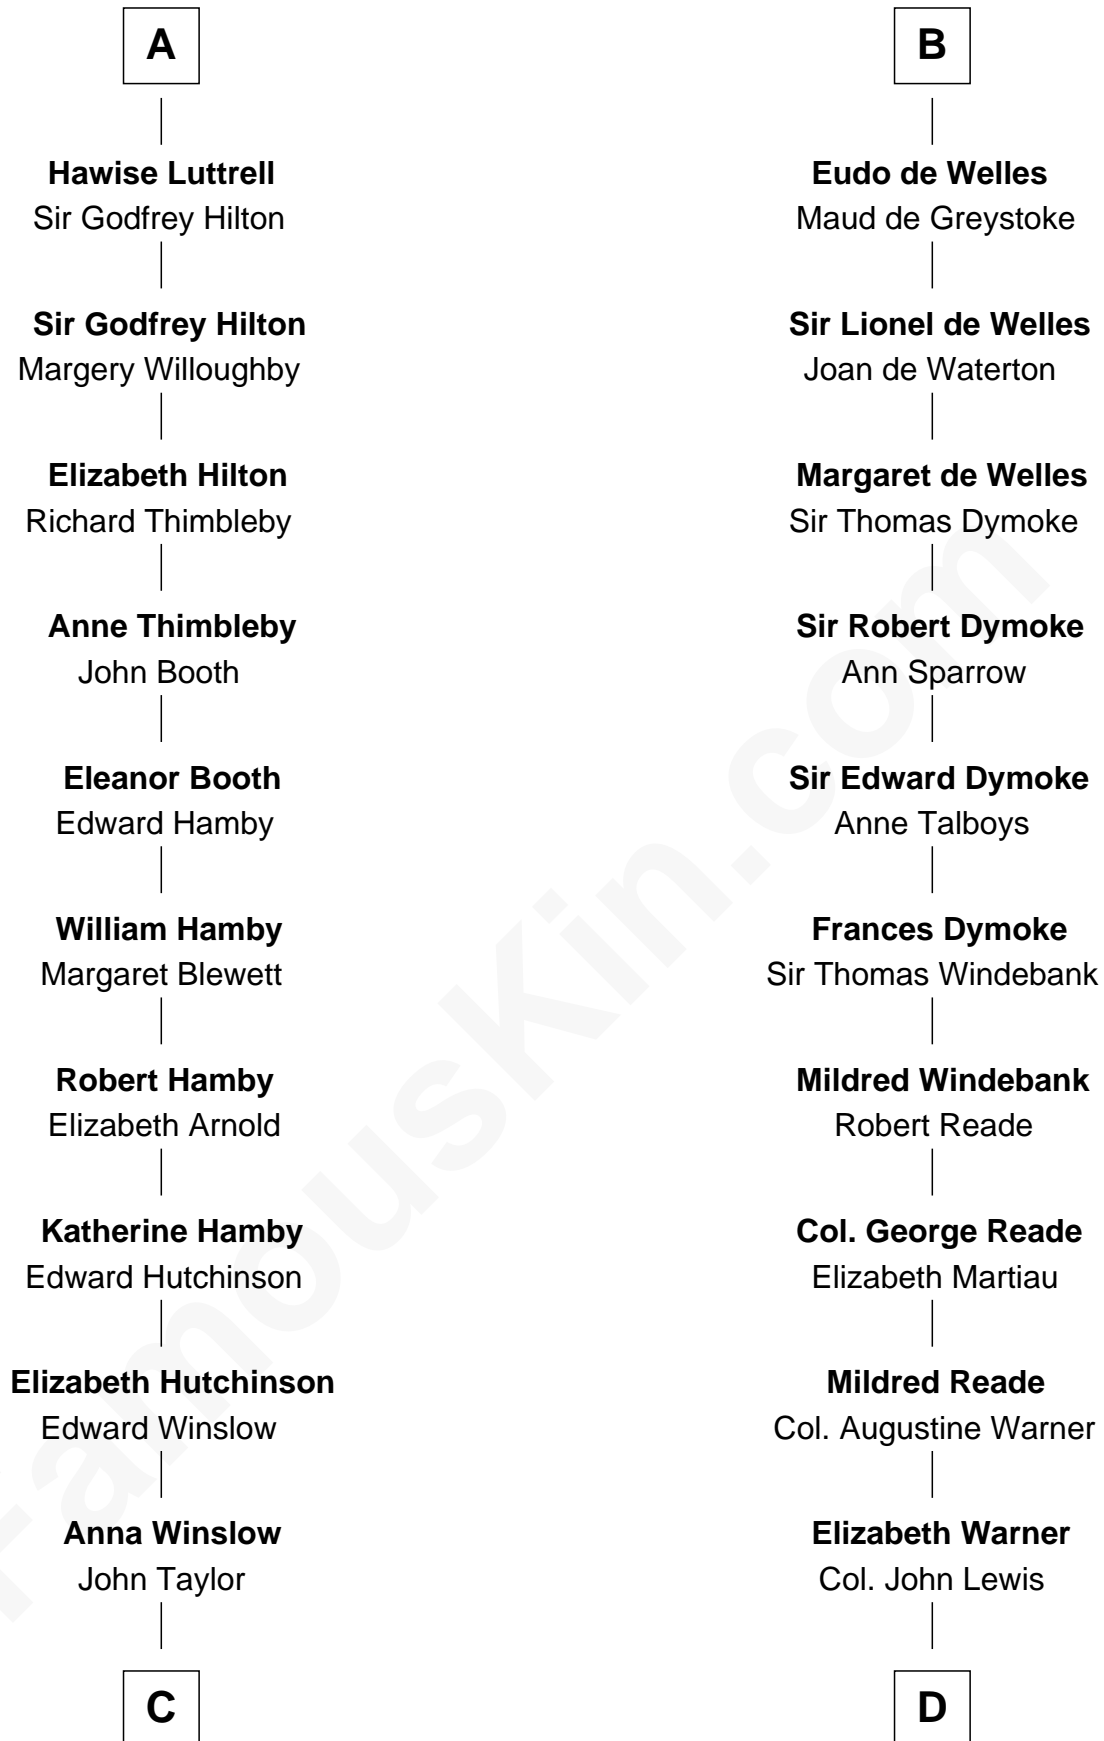 A
Hawise Luttrell
Sir Godfrey Hilton
Sir Godfrey Hilton
Margery Willoughby
Elizabeth Hilton
Richard Thimbleby
Anne Thimbleby
John Booth
Eleanor Booth
Edward Hamby
William Hamby
Margaret Blewett
Robert Hamby
Elizabeth Arnold
Katherine Hamby
Edward Hutchinson
Elizabeth Hutchinson
Edward Winslow
Anna Winslow
John Taylor
C
B
Eudo de Welles
Maud de Greystoke
Sir Lionel de Welles
Joan de Waterton
Margaret de Welles
Sir Thomas Dymoke
Sir Robert Dymoke
Ann Sparrow
Sir Edward Dymoke
Anne Talboys
Frances Dymoke
Sir Thomas Windebank
Mildred Windebank
Robert Reade
Col. George Reade
Elizabeth Martiau
Mildred Reade
Col. Augustine Warner
Elizabeth Warner
Col. John Lewis
D
FamousKin.com